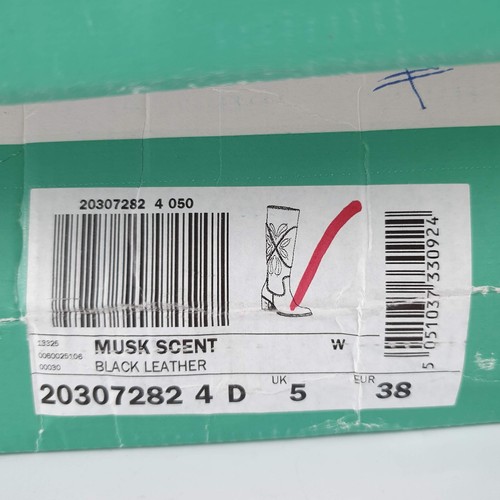 20307282 4 050
13325
0060025106
00030
MUSK SCENT
W
BLACK LEATHER
20307282 4 D
UK
5
EUR
38
5 051037 330924